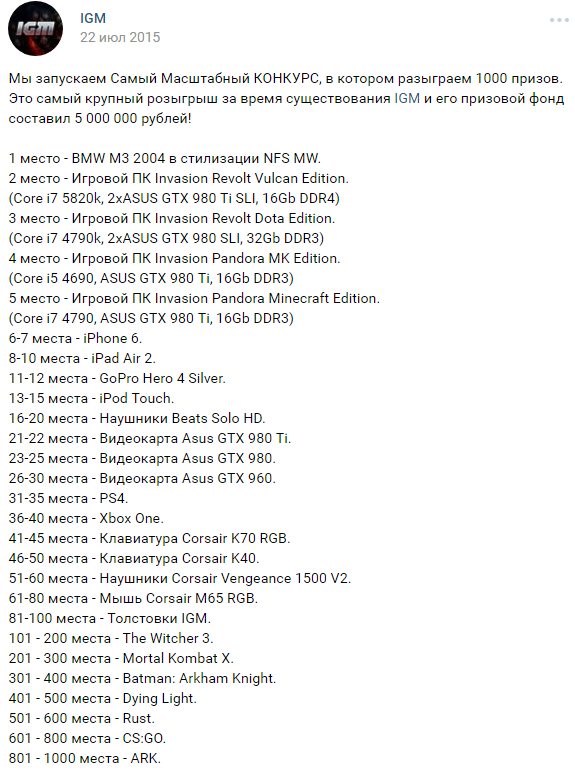 IGM
IGM
22 июл 2015
Мы запускаем Самый Масштабный КОНКУРС, в котором разыграем 1000 призов.
Это самый крупный розыгрыш за время существования IGM и его призовой фонд
составил 5 000 000 рублей!
1 место - BMW M3 2004 в стилизации NFS MW.
2 место - Игровой ПК Invasion Revolt Vulcan Edition.
(Core i7 5820k, 2xASUS GTX 980 Ti SLI, 16Gb DDR4)
3 место - Игровой ПК Invasion Revolt Dota Edition.
(Core i7 4790k, 2xASUS GTX 980 SLI, 32Gb DDR3)
4 место - Игровой ПК Invasion Pandora MK Edition.
(Core i5 4690, ASUS GTX 980 Ti, 16Gb DDR3)
5 место - Игровой ПК Invasion Pandora Minecraft Edition.
(Core i7 4790, ASUS GTX 980 Ti, 16Gb DDR3)
6-7 места - iPhone 6.
8-10 места - iPad Air 2.
11-12 места - GoPro Hero 4 Silver.
13-15 места - iPod Touch.
16-20 места - Наушники Beats Solo HD.
21-22 места - Видеокарта Asus GTX 980 Ti.
23-25 места - Видеокарта Asus GTX 980.
26-30 места - Видеокарта Asus GTX 960.
31-35 места - PS4.
36-40 места - Xbox One.
41-45 места - Клавиатура Corsair K70 RGB.
46-50 места - Клавиатура Corsair K40.
51-60 места - Наушники Corsair Vengeance 1500 V2.
61-80 места - Мышь Corsair M65 RGB.
81-100 места - Толстовки IGM.
101 - 200 места - The Witcher 3.
201 - 300 места - Mortal Kombat X.
301 - 400 места - Batman: Arkham Knight.
401 - 500 места - Dying Light.
501 - 600 места - Rust.
601 - 800 места - CS:GO.
801 - 1000 места - ARK.